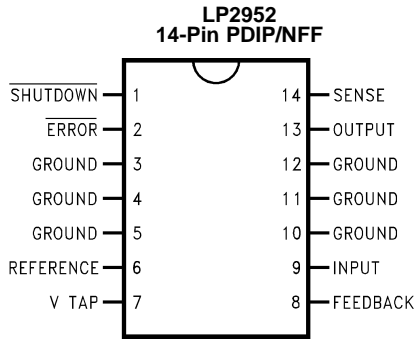 LP2952
14-Pin PDIP/NFF
SHUTDOWN 1 14 SENSE
ERROR 2 13 OUTPUT
GROUND 3 12 GROUND
GROUND 4 11 GROUND
GROUND 5 10 GROUND
REFERENCE 6 9 INPUT
V TAP 7 8 FEEDBACK